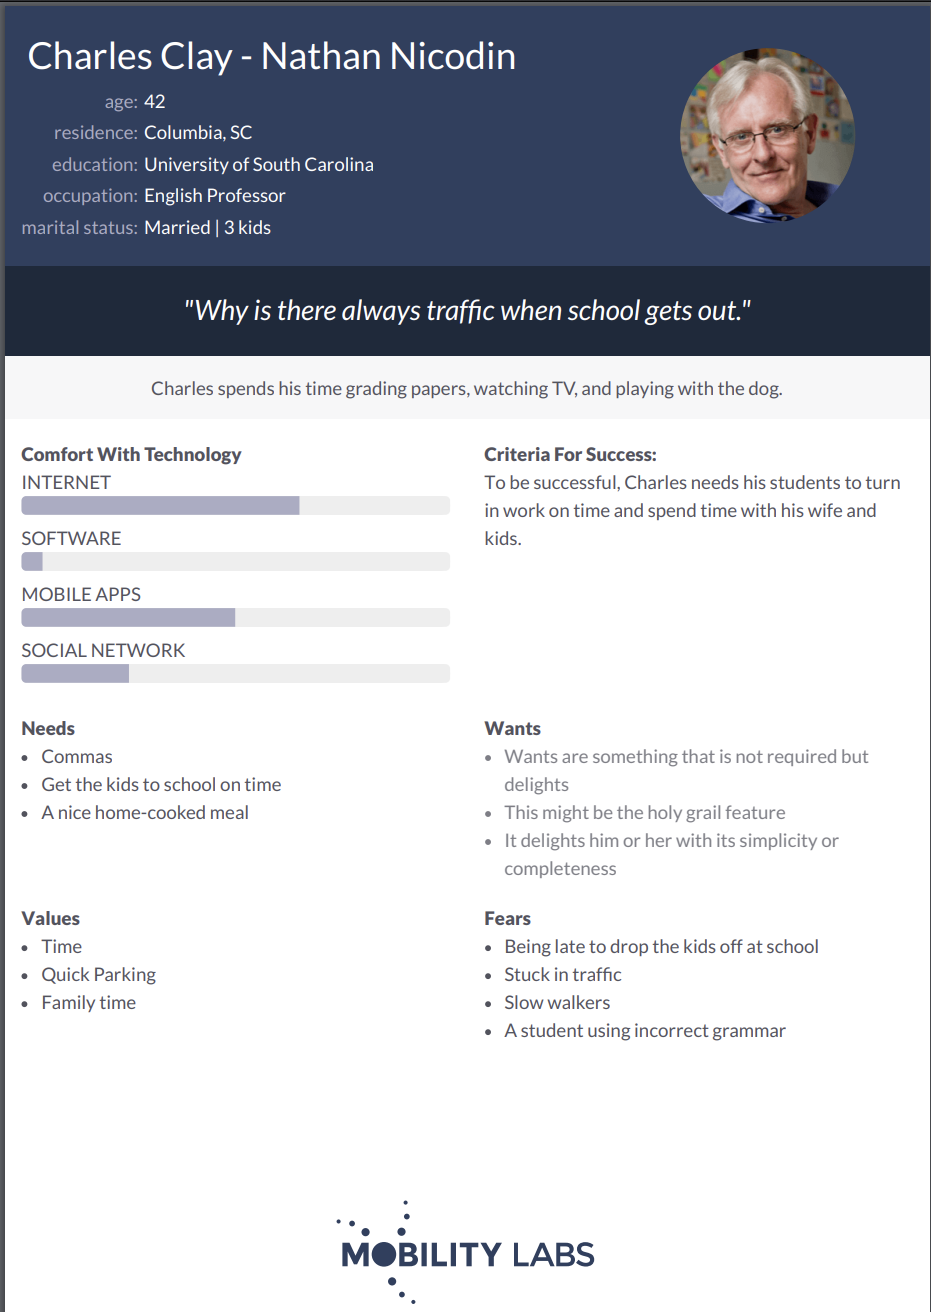 Charles Clay - Nathan Nicodin
age: 42
residence: Columbia, SC
education: University of South Carolina
occupation: English Professor
marital status: Married | 3 kids
"Why is there always traffic when school gets out."
Charles spends his time grading papers, watching TV, and playing with the dog.
Comfort With Technology
INTERNET
SOFTWARE
MOBILE APPS
SOCIAL NETWORK
Criteria For Success:
To be successful, Charles needs his students to turn
in work on time and spend time with his wife and
kids.
Needs
• Commas
• Get the kids to school on time
• A nice home-cooked meal
Wants
• Wants are something that is not required but
delights
• This might be the holy grail feature
• It delights him or her with its simplicity or
completeness
Values
• Time
• Quick Parking
• Family time
Fears
• Being late to drop the kids off at school
• Stuck in traffic
• Slow walkers
• A student using incorrect grammar
MOBILITY LABS